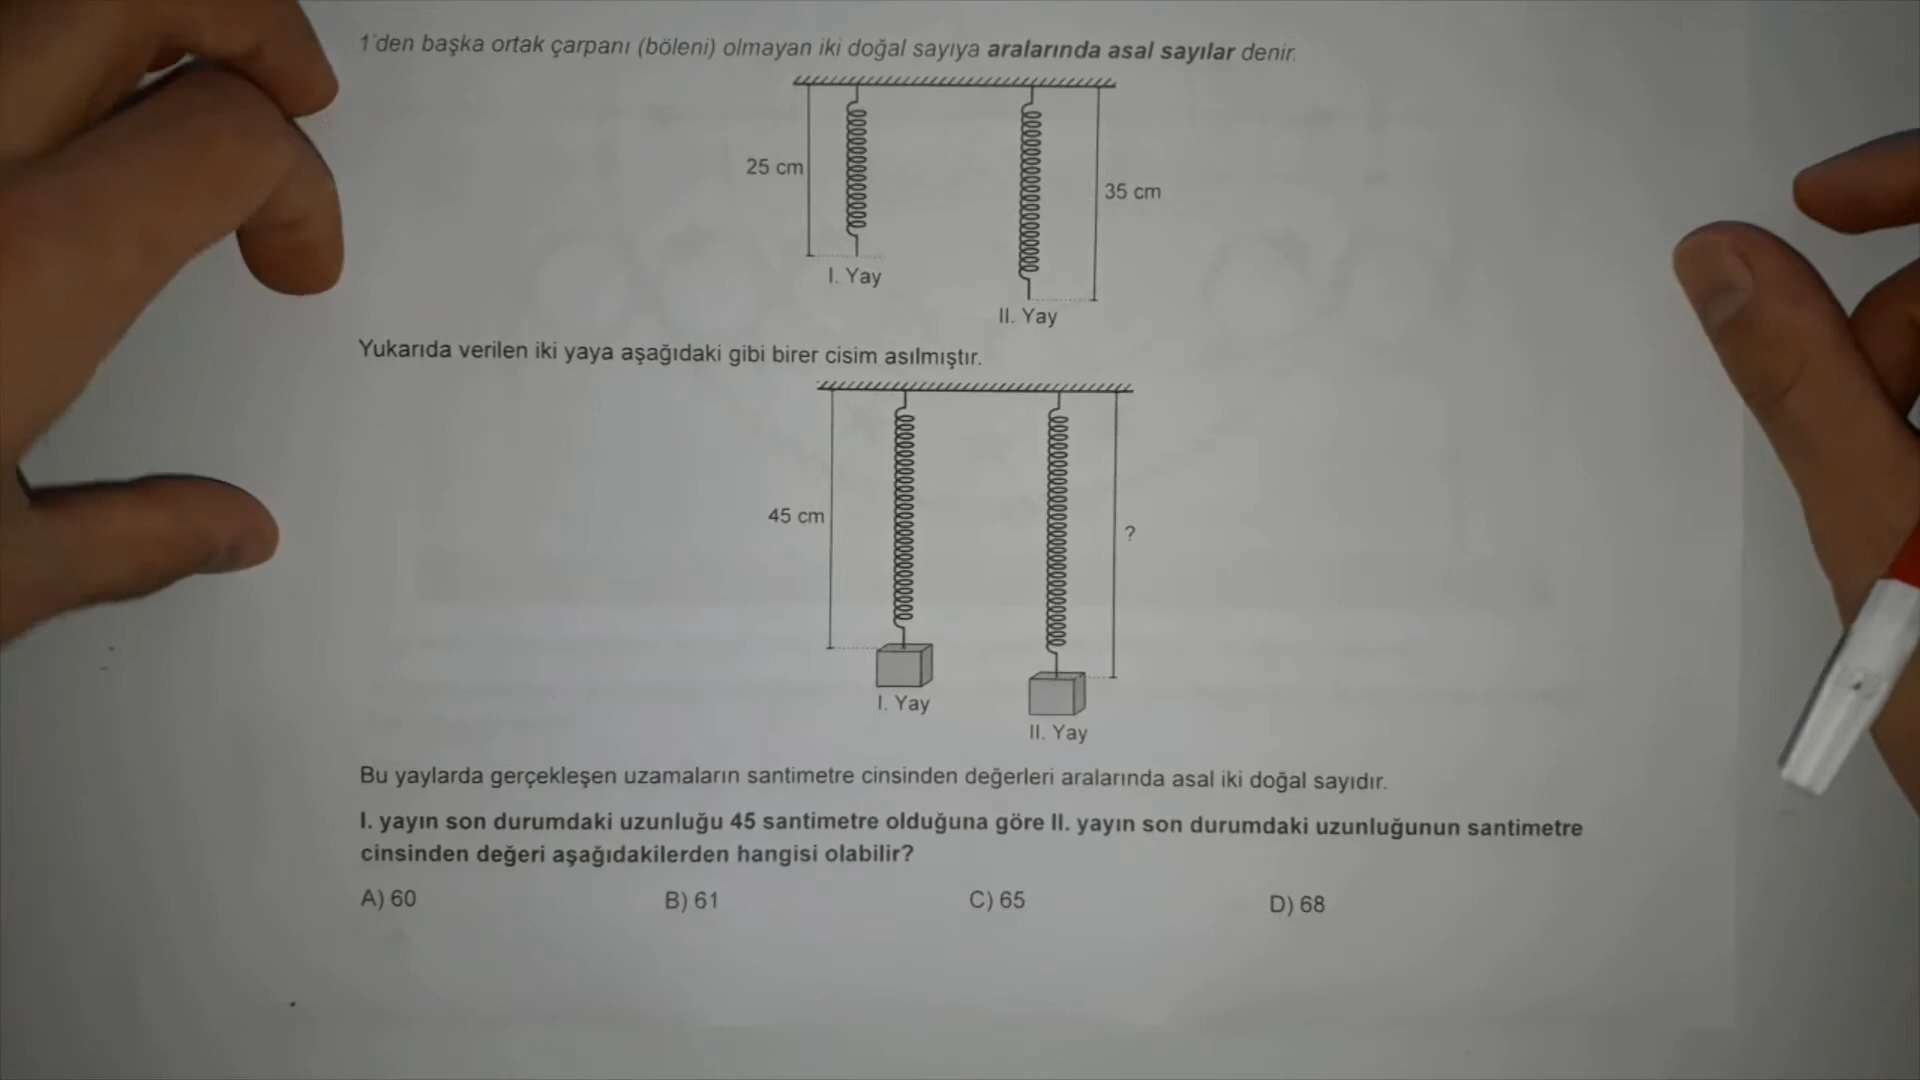 1'den başka ortak çarpanı (böleni) olmayan iki doğal sayıya aralarında asal sayılar denir.
25 cm
35 cm
I. Yay
II. Yay
Yukarıda verilen iki yaya aşağıdaki gibi birer cisim asılmıştır.
45 cm
?
I. Yay
II. Yay
Bu yaylarda gerçekleşen uzamaların santimetre cinsinden değerleri aralarında asal iki doğal sayıdır.
I. yayın son durumdaki uzunluğu 45 santimetre olduğuna göre II. yayın son durumdaki uzunluğunun santimetre
cinsinden değeri aşağıdakilerden hangisi olabilir?
A) 60 B) 61 C) 65 D) 68